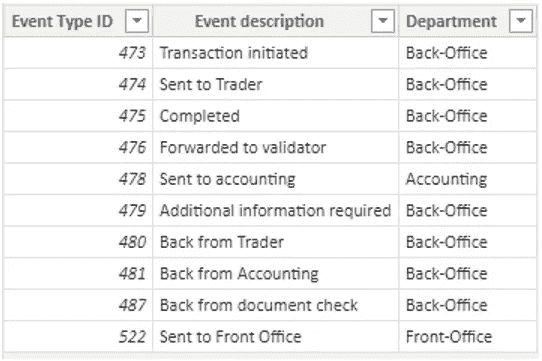 Event Type ID Event description Department
473 Transaction initiated Back-Office
474 Sent to Trader Back-Office
475 Completed Back-Office
476 Forwarded to validator Back-Office
478 Sent to accounting Accounting
479 Additional information required Back-Office
480 Back from Trader Back-Office
481 Back from Accounting Back-Office
487 Back from document check Back-Office
522 Sent to Front Office Front-Office